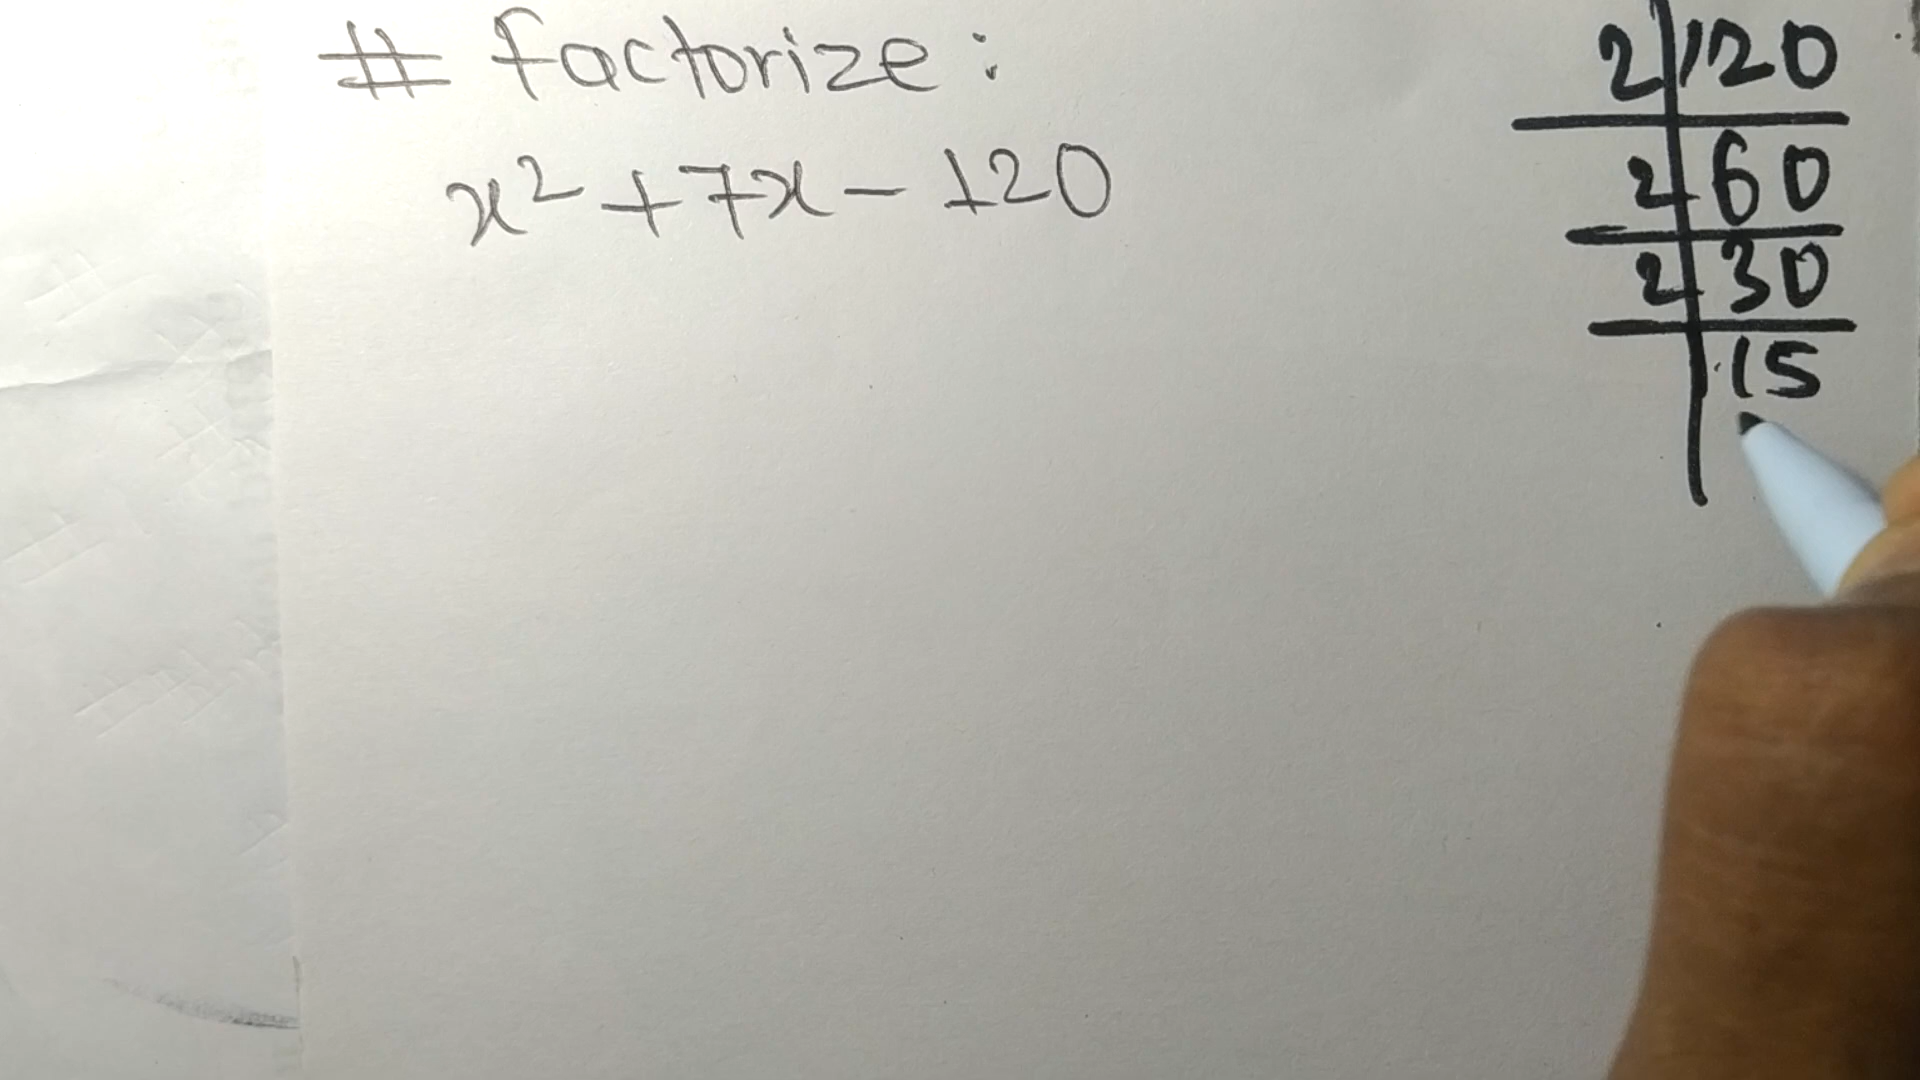 # factorize:
x² + 7x - 120
2 | 120
2 | 60
2 | 30
| 15